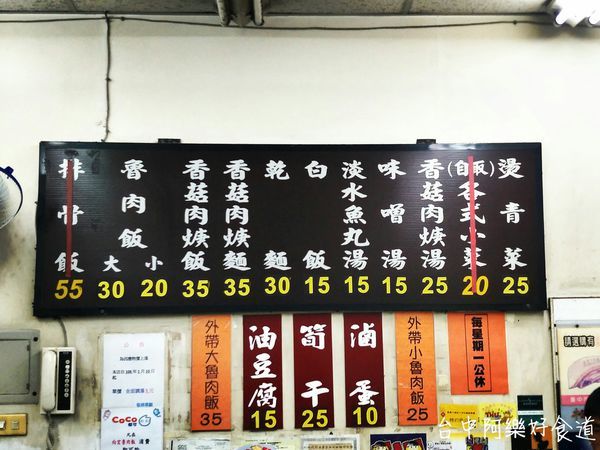 燙青菜 25
(自取)各式小菜 20
香菇肉焿湯 25
味噌湯 15
淡水魚丸湯 15
白飯 15
乾麵 30
香菇肉焿麵 35
香菇肉焿飯 35
魯肉飯 大 30 小 20
排骨飯 55
每星期一公休
外帶小魯肉飯 25
滷蛋 10
筍干 25
油豆腐 15
外帶大魯肉飯 35
公告
CoCo
台中阿樂好食道